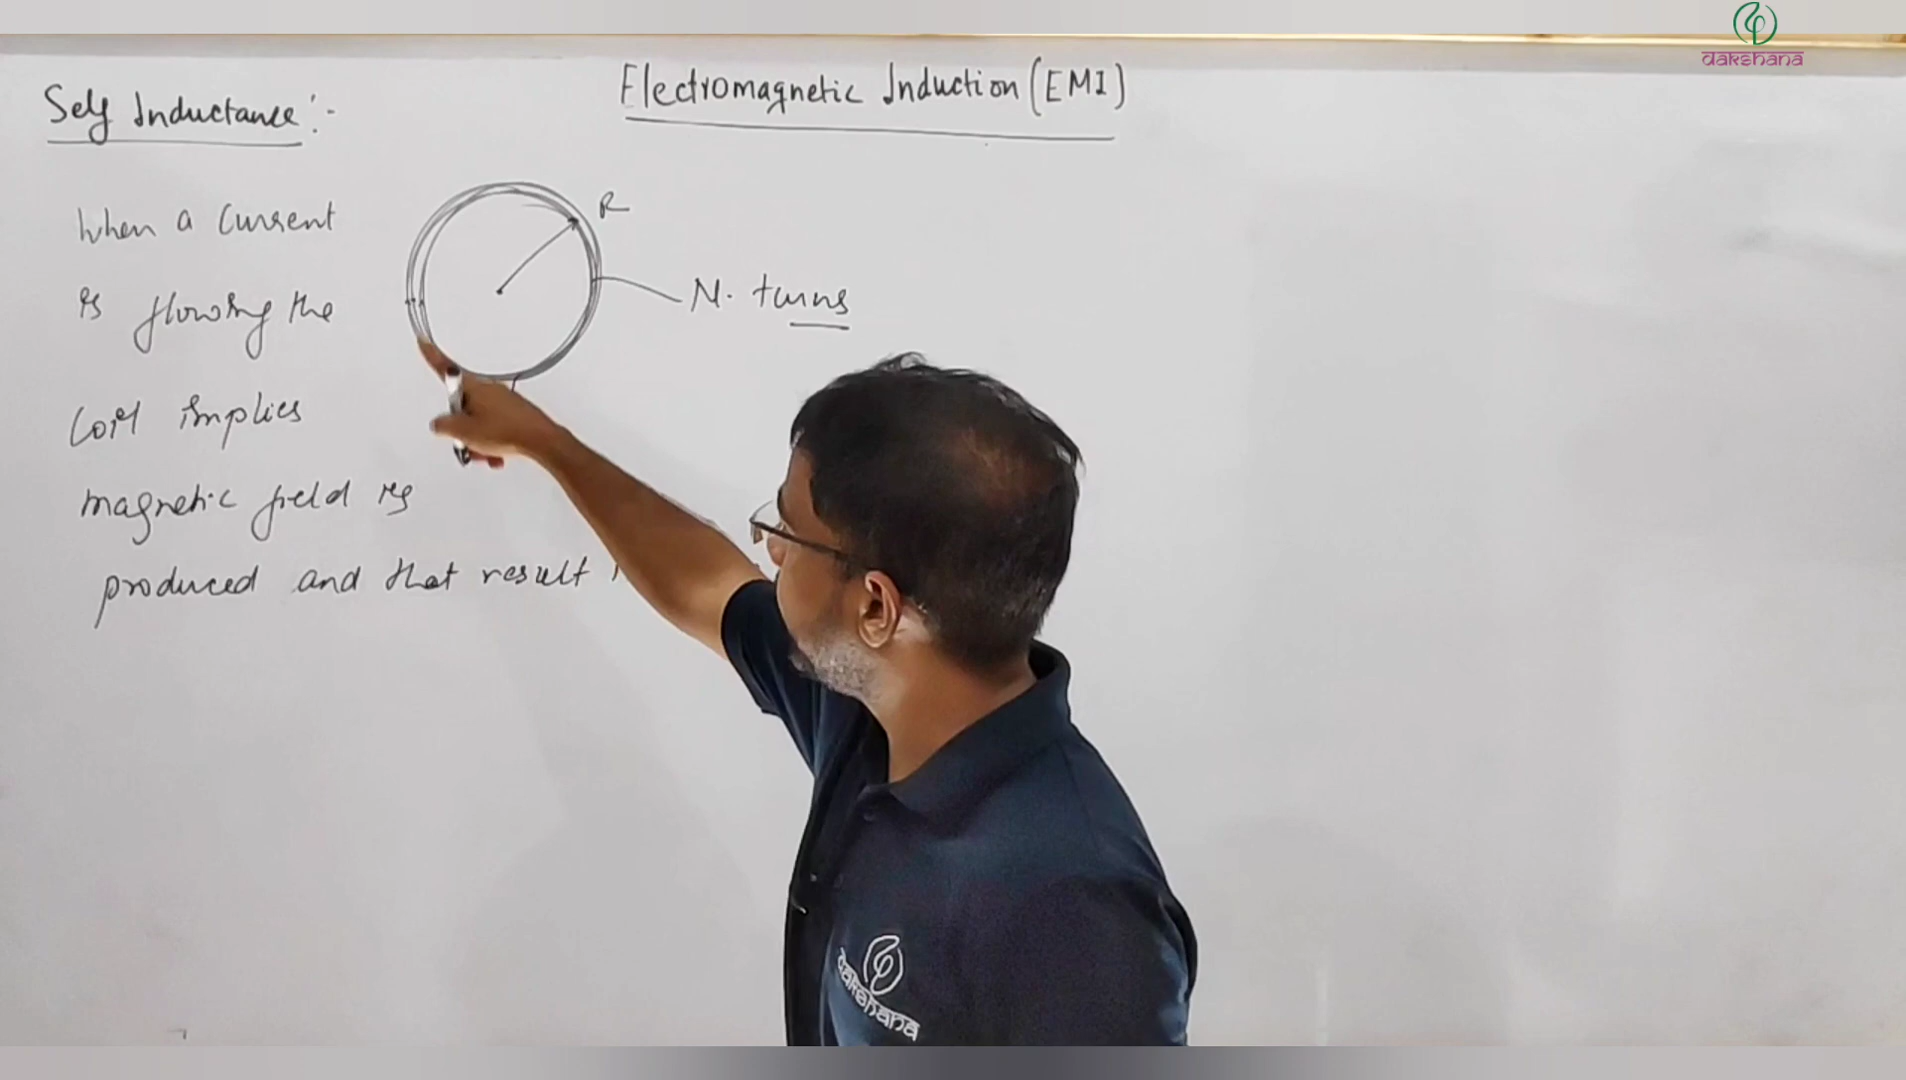 dakshana
Electromagnetic Induction (EMI)
Self Inductance :-
When a current
is flowing the
coil implies
magnetic field is
produced and that result
R
N. turns
dakshana